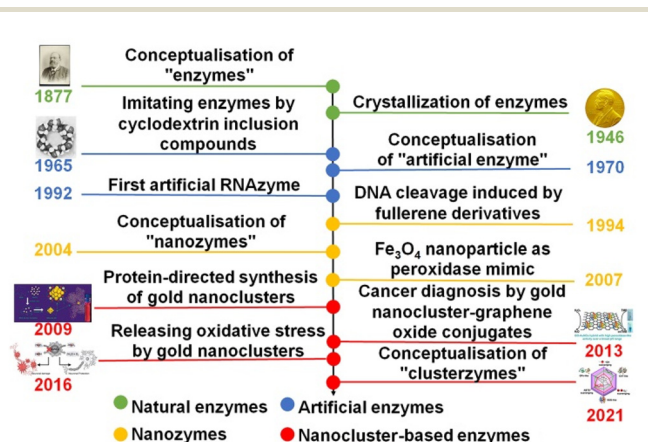 Conceptualisation of
"enzymes"
1877
Crystallization of enzymes
1946
Imitating enzymes by
cyclodextrin inclusion
compounds
1965
Conceptualisation
of "artificial enzyme"
1970
First artificial RNAzyme
1992
DNA cleavage induced by
fullerene derivatives
1994
Conceptualisation of
"nanozymes"
2004
Fe₃O₄ nanoparticle as
peroxidase mimic
2007
Protein-directed synthesis
of gold nanoclusters
2009
Cancer diagnosis by gold
nanocluster-graphene
oxide conjugates
2013
Releasing oxidative stress
by gold nanoclusters
2016
Conceptualisation of
"clusterzymes"
2021
Natural enzymes
Artificial enzymes
Nanozymes
Nanocluster-based enzymes